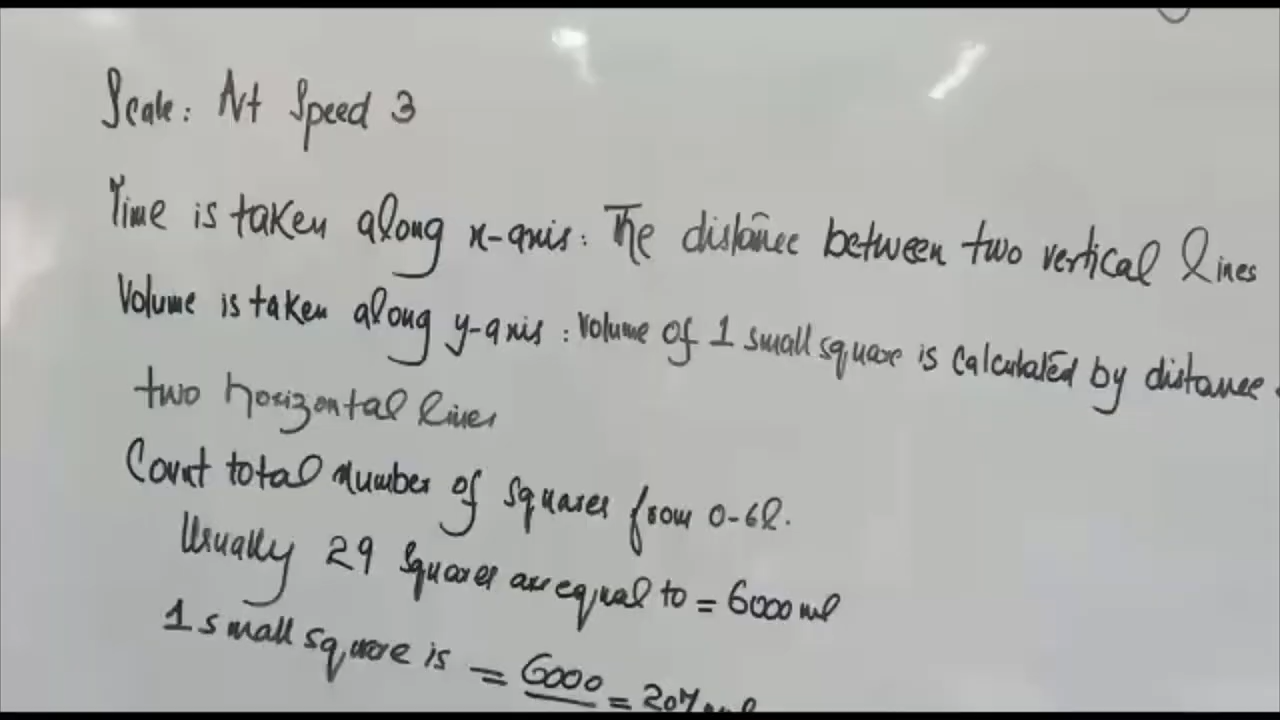 Scale: At Speed 3
Time is taken along x-axis: The distance between two vertical lines
Volume is taken along y-axis: Volume of 1 small square is calculated by distance
two horizontal lines
Count total number of squares from 0-6l.
Usually 29 squares are equal to = 6000 ml
1 small square is = 6000 = 207 ml